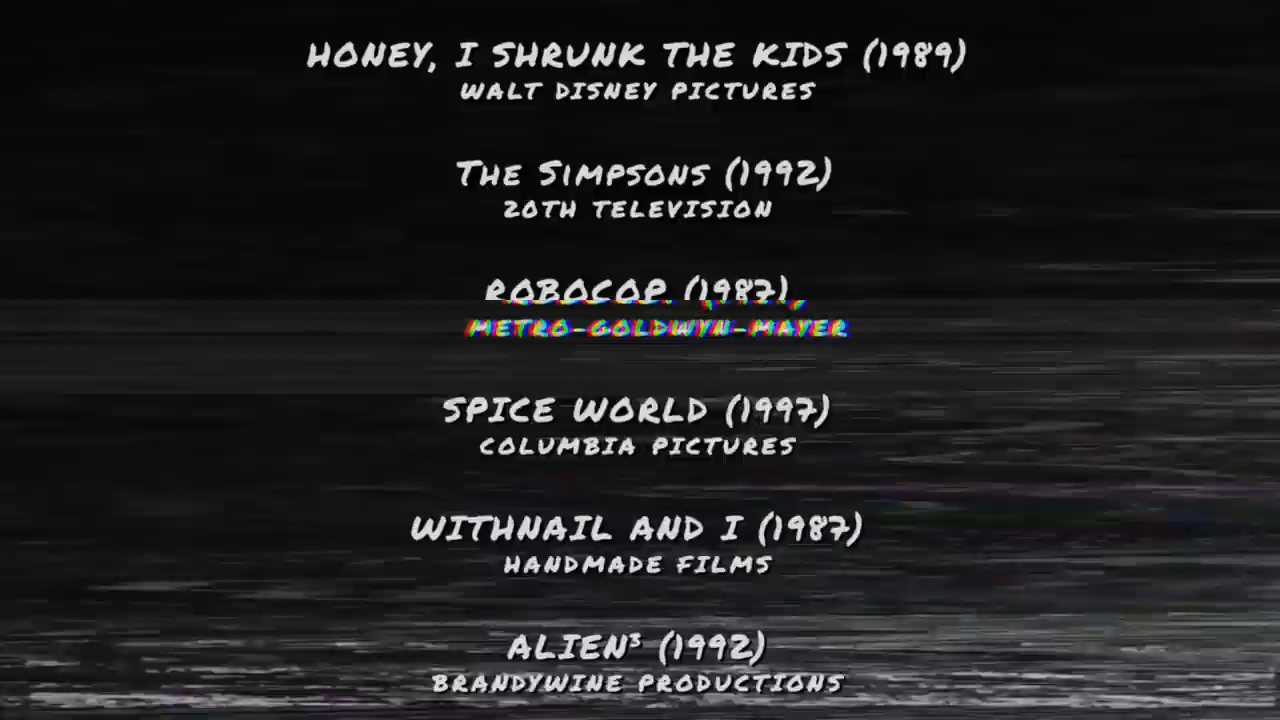 HONEY, I SHRUNK THE KIDS (1989)
WALT DISNEY PICTURES
THE SIMPSONS (1992)
20TH TELEVISION
ROBOCOP (1987)
METRO-GOLDWYN-MAYER
SPICE WORLD (1997)
COLUMBIA PICTURES
WITHNAIL AND I (1987)
HANDMADE FILMS
ALIEN³ (1992)
BRANDYWINE PRODUCTIONS